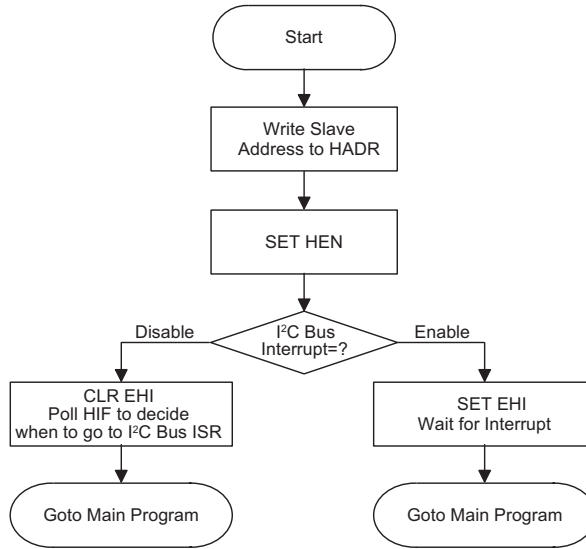 Start
Write Slave
Address to HADR
SET HEN
I²C Bus
Interrupt=?
Disable
Enable
CLR EHI
Poll HIF to decide
when to go to I²C Bus ISR
SET EHI
Wait for Interrupt
Goto Main Program
Goto Main Program